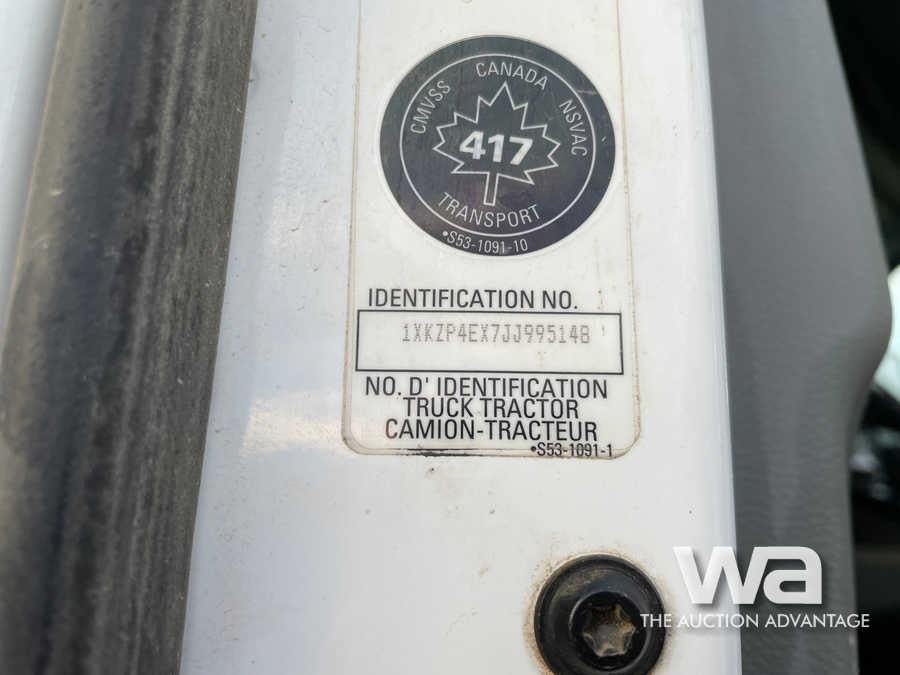 CMVSS CANADA NSVAC
417
TRANSPORT
•S53-1091-10
IDENTIFICATION NO.
1XKZP4EX7JJ995148
NO. D' IDENTIFICATION
TRUCK TRACTOR
CAMION-TRACTEUR
•S53-1091-1
wa
THE AUCTION ADVANTAGE